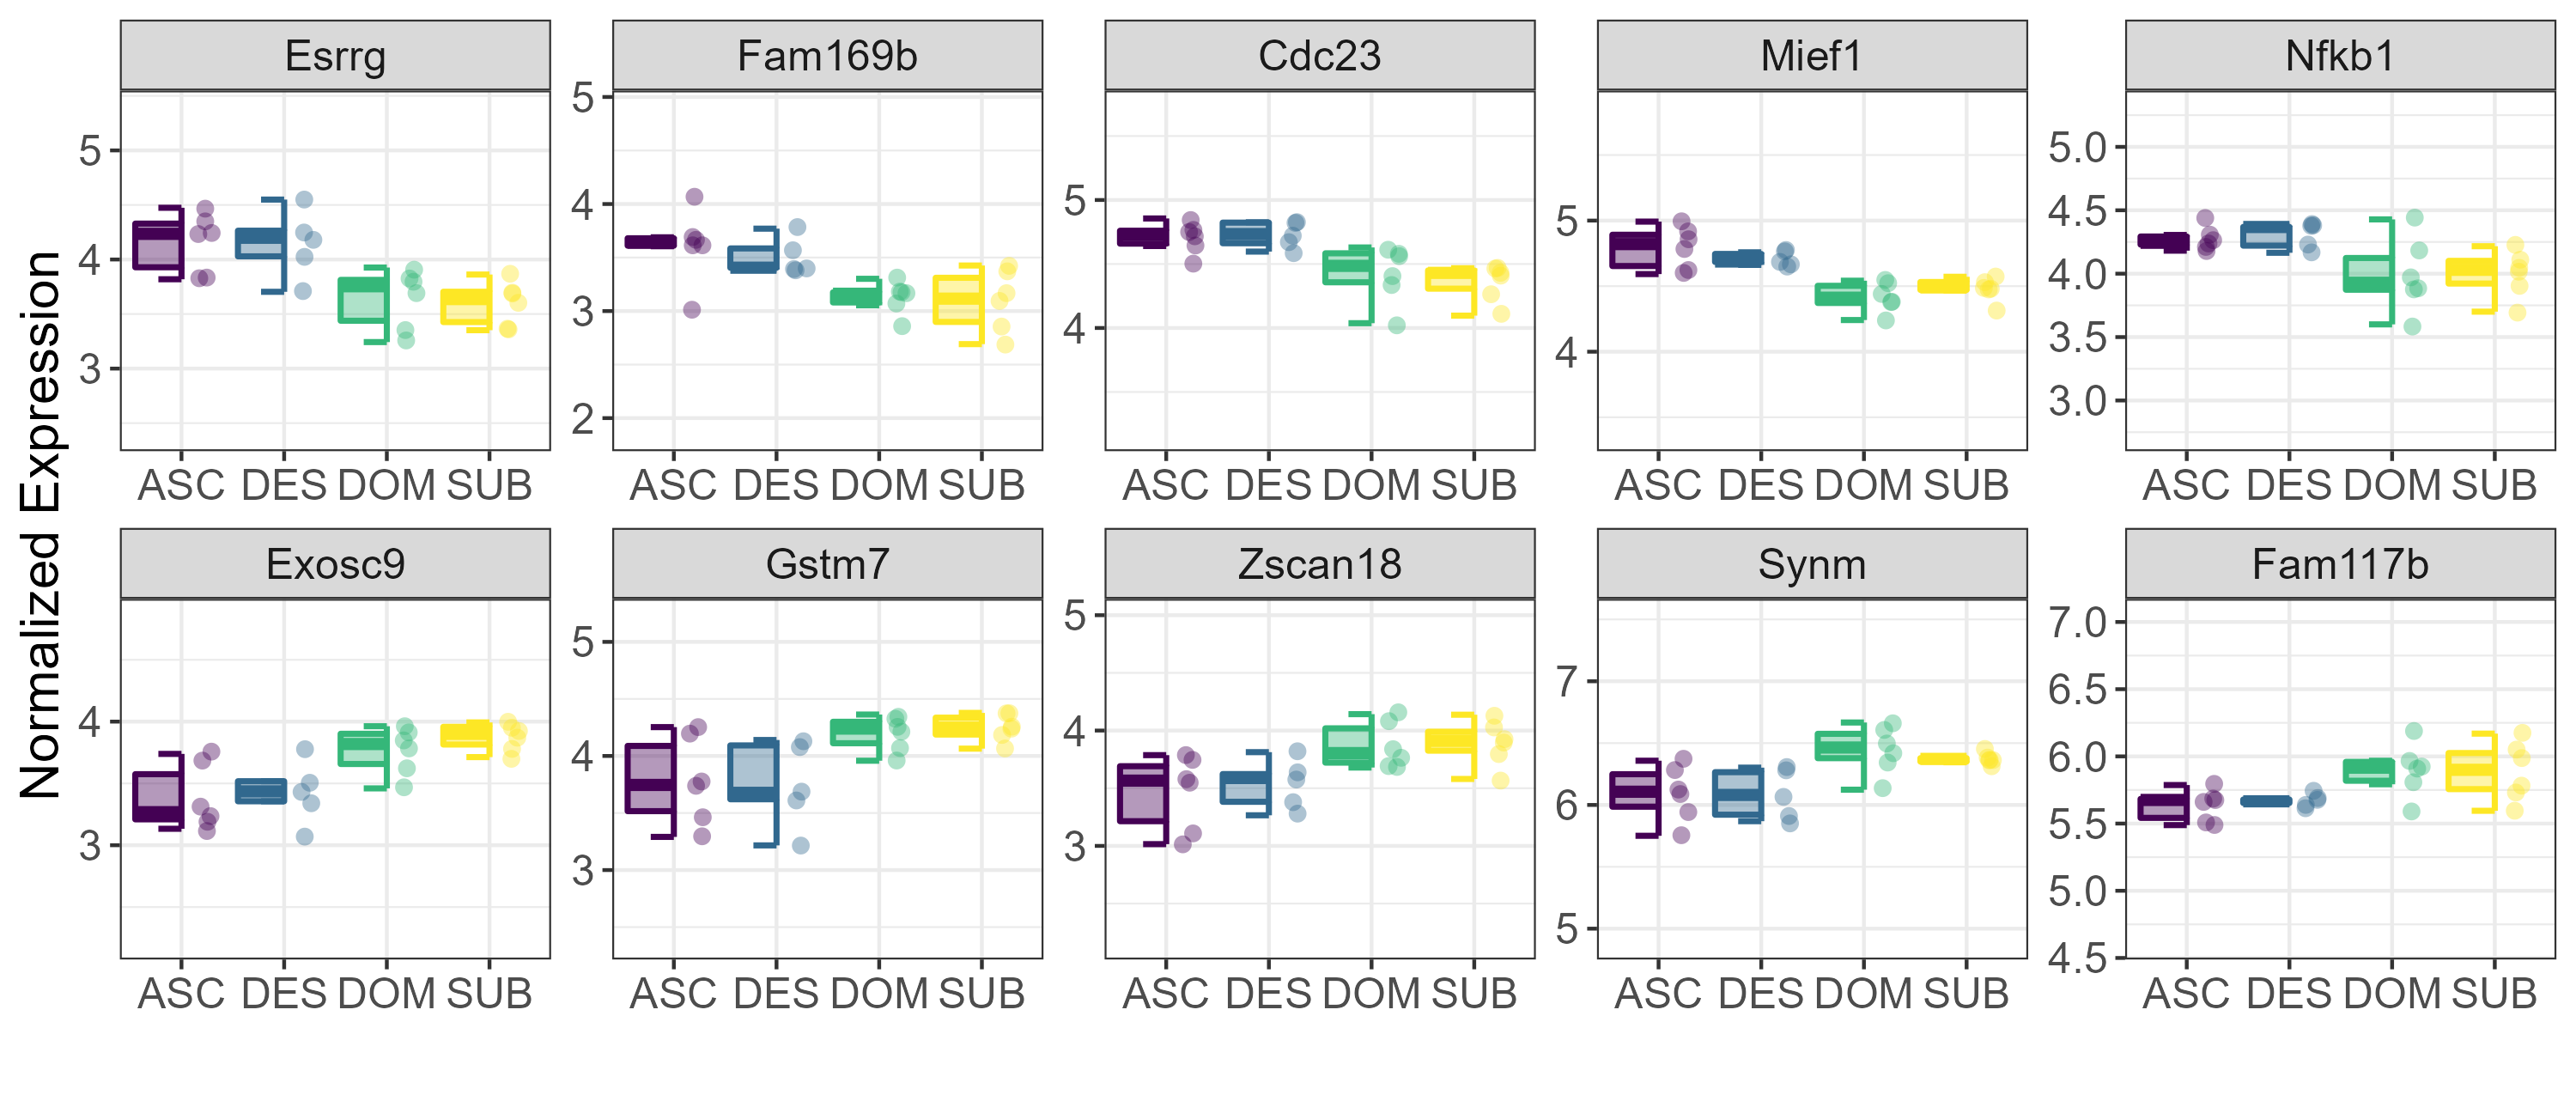 Normalized Expression
Esrrg Fam169b Cdc23 Mief1 Nfkb1
5 4 3
5 4 3 2
5 4
5 4
5.0 4.5 4.0 3.5 3.0
ASC DES DOM SUB ASC DES DOM SUB ASC DES DOM SUB ASC DES DOM SUB ASC DES DOM SUB
Exosc9 Gstm7 Zscan18 Synm Fam117b
4 3
5 4 3
5 4 3
7 6 5
7.0 6.5 6.0 5.5 5.0 4.5
ASC DES DOM SUB ASC DES DOM SUB ASC DES DOM SUB ASC DES DOM SUB ASC DES DOM SUB